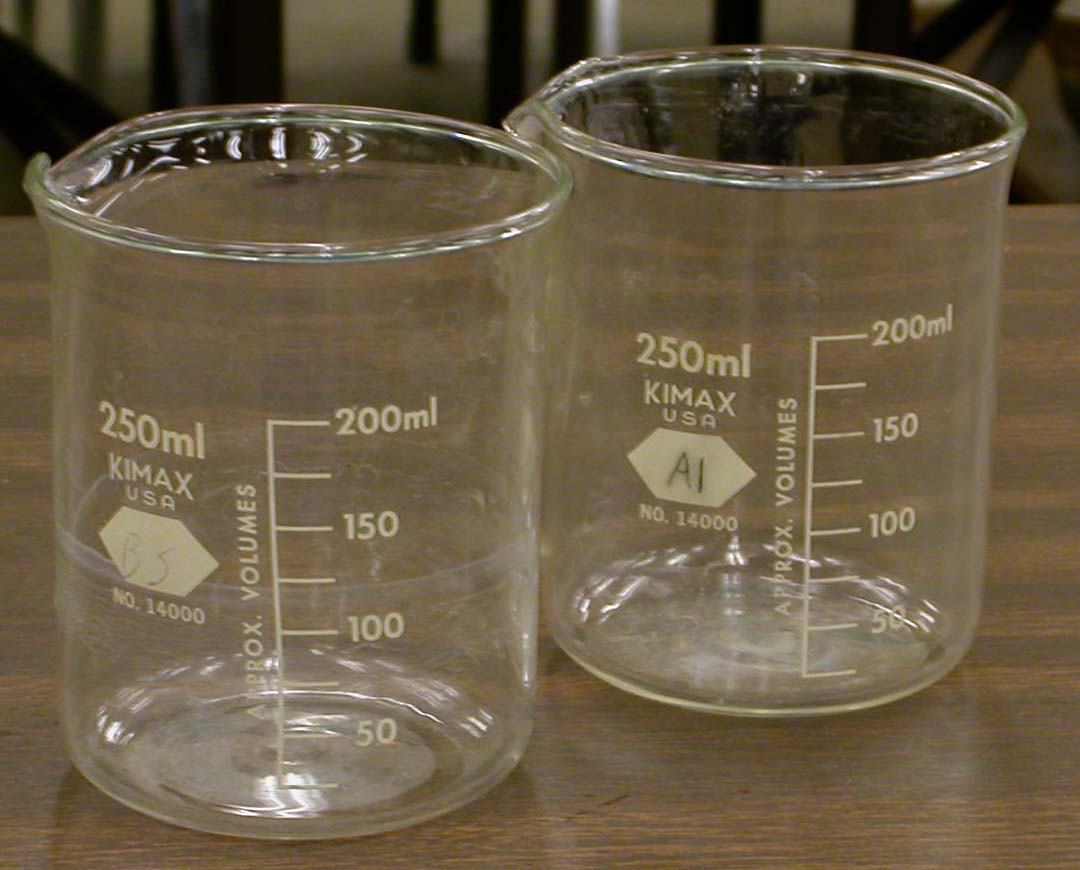 250ml
KIMAX
USA
B5
NO. 14000
APPROX. VOLUMES
200ml
150
100
50
250ml
KIMAX
USA
A1
NO. 14000
APPROX. VOLUMES
200ml
150
100
50